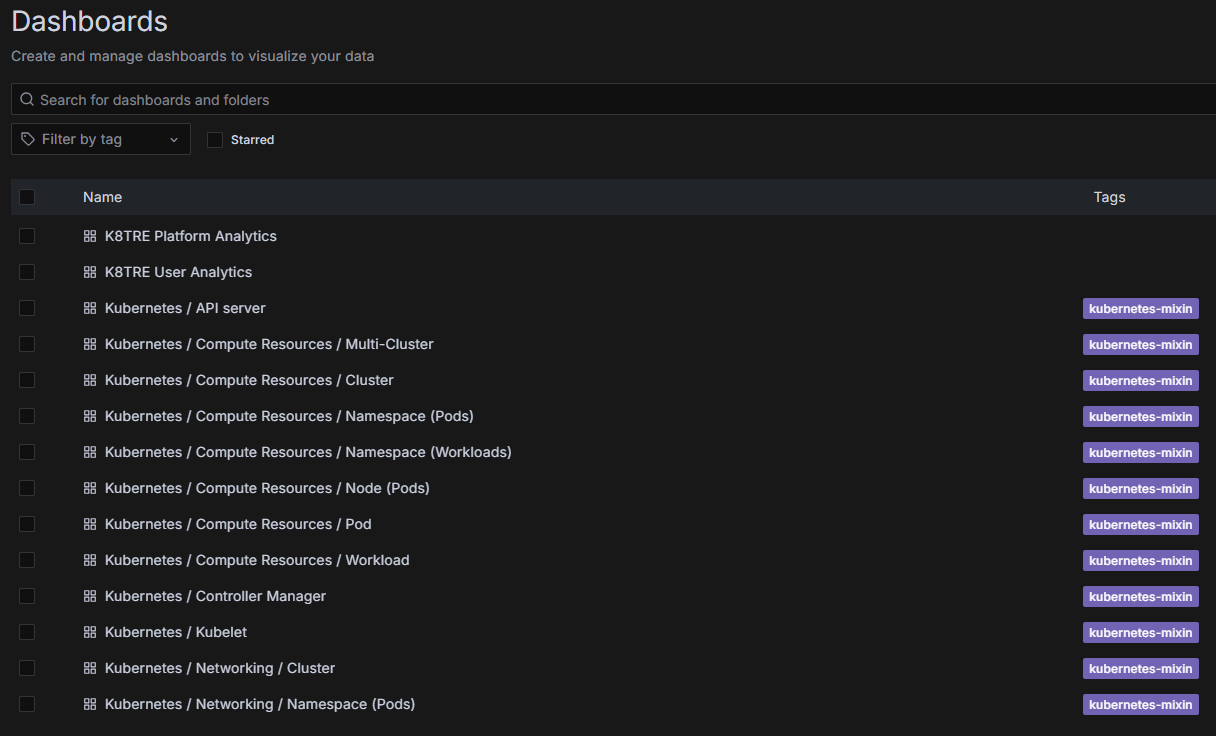 Dashboards
Create and manage dashboards to visualize your data
Search for dashboards and folders
Filter by tag Starred
Name Tags
K8TRE Platform Analytics
K8TRE User Analytics
Kubernetes / API server kubernetes-mixin
Kubernetes / Compute Resources / Multi-Cluster kubernetes-mixin
Kubernetes / Compute Resources / Cluster kubernetes-mixin
Kubernetes / Compute Resources / Namespace (Pods) kubernetes-mixin
Kubernetes / Compute Resources / Namespace (Workloads) kubernetes-mixin
Kubernetes / Compute Resources / Node (Pods) kubernetes-mixin
Kubernetes / Compute Resources / Pod kubernetes-mixin
Kubernetes / Compute Resources / Workload kubernetes-mixin
Kubernetes / Controller Manager kubernetes-mixin
Kubernetes / Kubelet kubernetes-mixin
Kubernetes / Networking / Cluster kubernetes-mixin
Kubernetes / Networking / Namespace (Pods) kubernetes-mixin